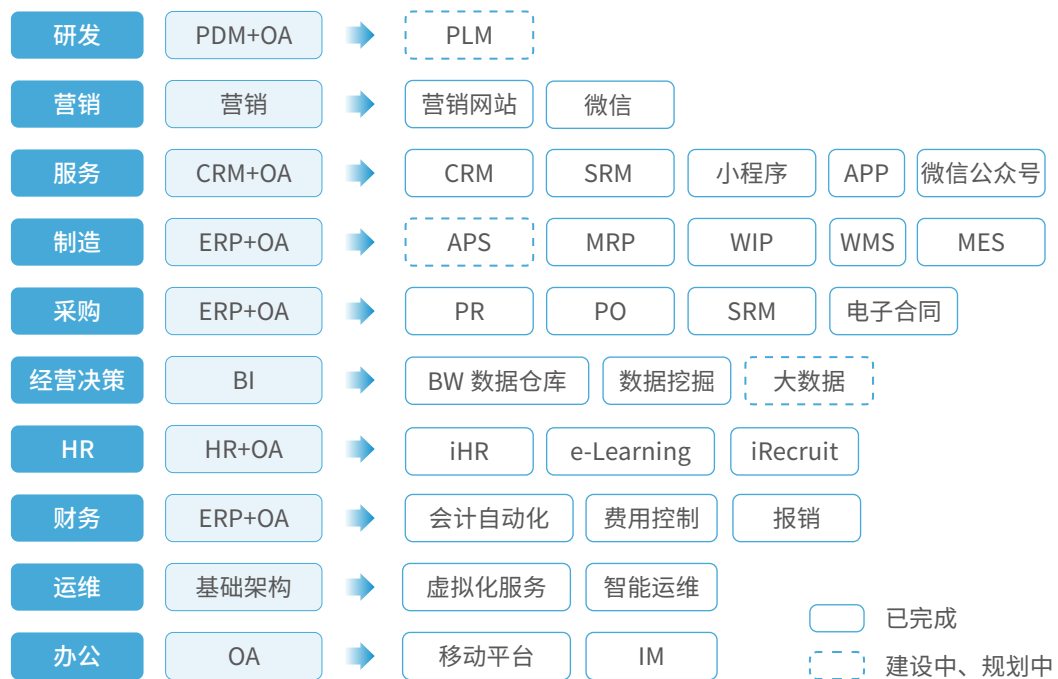 研发 PDM+OA PLM
营销 营销 营销网站 微信
服务 CRM+OA CRM SRM 小程序 APP 微信公众号
制造 ERP+OA APS MRP WIP WMS MES
采购 ERP+OA PR PO SRM 电子合同
经营决策 BI BW 数据仓库 数据挖掘 大数据
HR HR+OA iHR e-Learning iRecruit
财务 ERP+OA 会计自动化 费用控制 报销
运维 基础架构 虚拟化服务 智能运维
办公 OA 移动平台 IM
已完成
建设中、规划中